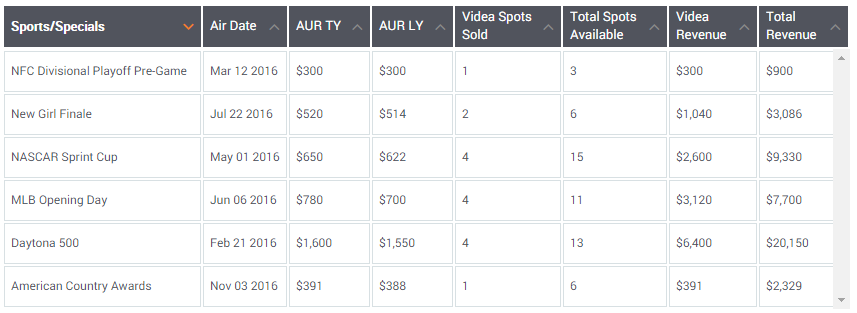 Sports/Specials Air Date AUR TY AUR LY Videa Spots Sold Total Spots Available Videa Revenue Total Revenue
NFC Divisional Playoff Pre-Game Mar 12 2016 $300 $300 1 3 $300 $900
New Girl Finale Jul 22 2016 $520 $514 2 6 $1,040 $3,086
NASCAR Sprint Cup May 01 2016 $650 $622 4 15 $2,600 $9,330
MLB Opening Day Jun 06 2016 $780 $700 4 11 $3,120 $7,700
Daytona 500 Feb 21 2016 $1,600 $1,550 4 13 $6,400 $20,150
American Country Awards Nov 03 2016 $391 $388 1 6 $391 $2,329